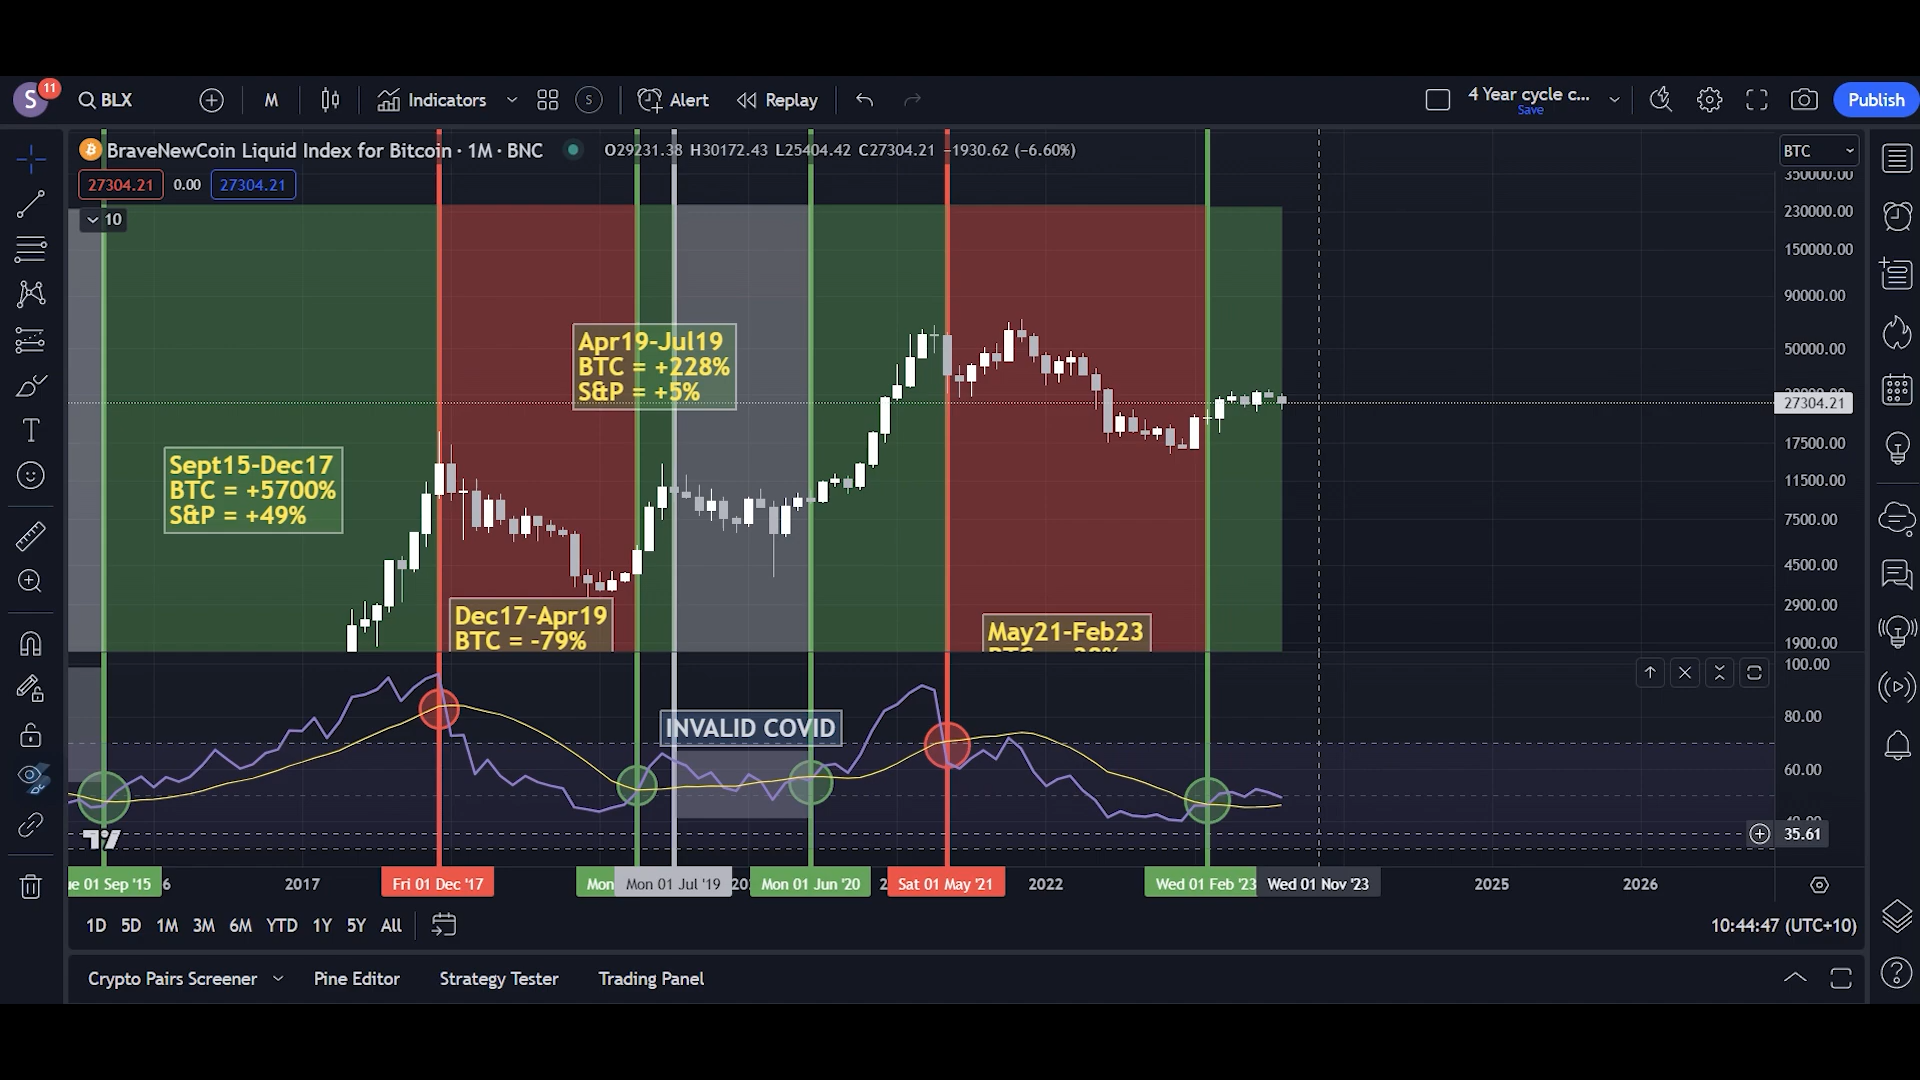 S
11
BLX
M
Indicators
S
Alert
Replay
4 Year cycle c...
Save
Publish
BraveNewCoin Liquid Index for Bitcoin · 1M · BNC
O29231.38 H30172.43 L25404.42 C27304.21 −1930.62 (−6.60%)
BTC
27304.21
0.00
27304.21
10
350000.00
230000.00
150000.00
90000.00
50000.00
27304.21
17500.00
11500.00
7500.00
4500.00
2900.00
1900.00
Apr19-Jul19
BTC = +228%
S&P = +5%
Sept15-Dec17
BTC = +5700%
S&P = +49%
Dec17-Apr19
BTC = -79%
May21-Feb23
INVALID COVID
100.00
80.00
60.00
35.61
ue 01 Sep '15
6
2017
Fri 01 Dec '17
Mon
Mon 01 Jul '19
Mon 01 Jun '20
Sat 01 May '21
2022
Wed 01 Feb '23
Wed 01 Nov '23
2025
2026
1D 5D 1M 3M 6M YTD 1Y 5Y All
10:44:47 (UTC+10)
Crypto Pairs Screener
Pine Editor
Strategy Tester
Trading Panel